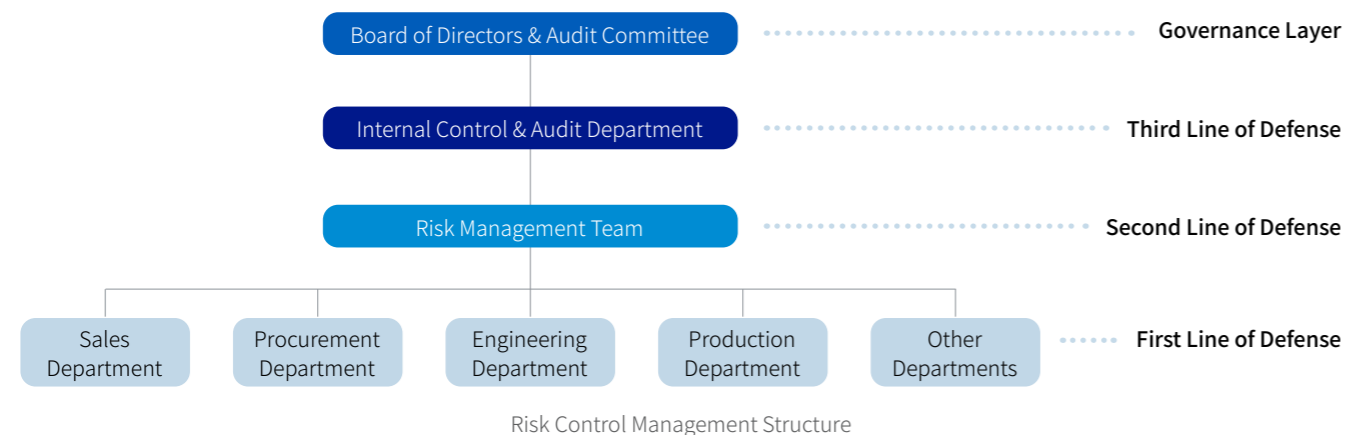 Board of Directors & Audit Committee
Governance Layer
Internal Control & Audit Department
Third Line of Defense
Risk Management Team
Second Line of Defense
Sales
Department
Procurement
Department
Engineering
Department
Production
Department
Other
Departments
First Line of Defense
Risk Control Management Structure